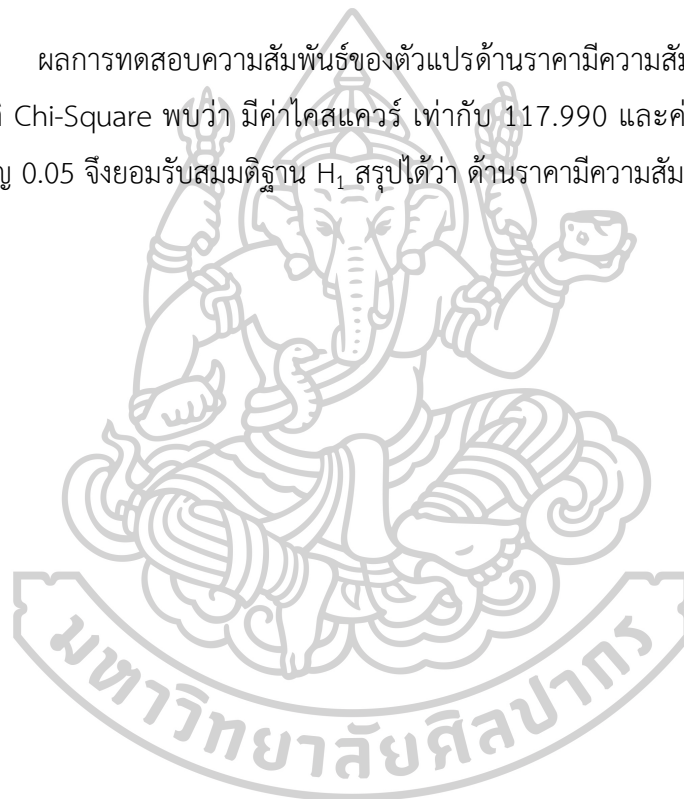 ผลการทดสอบความสัมพันธ์ของตัวแปรด้านราคามีความสัม
Chi-Square พบว่า มีค่าไคสแควร์ เท่ากับ 117.990 และค่
0.05 จึงยอมรับสมมติฐาน H₁ สรุปได้ว่า ด้านราคามีความสัม
มหาวิทยาลัยศิลปากร